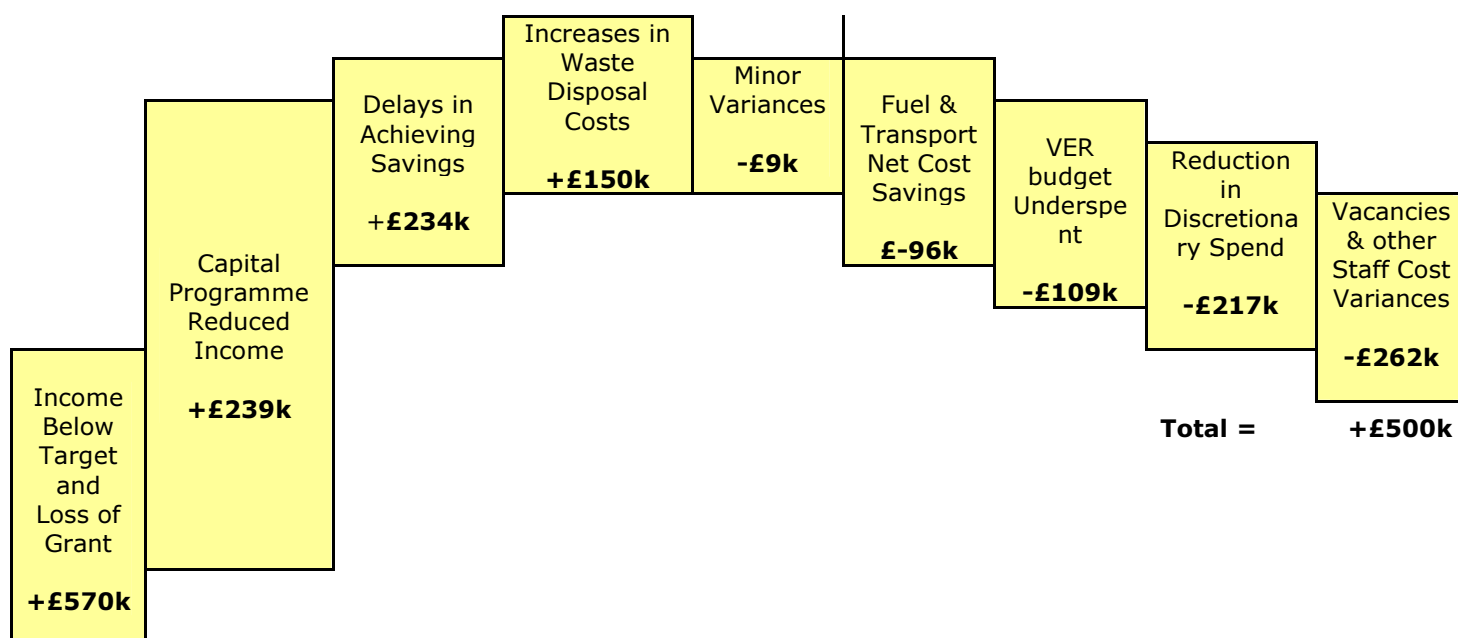 Income
Below
Target
and
Loss of
Grant
+£570k
Capital
Programme
Reduced
Income
+£239k
Delays in
Achieving
Savings
+£234k
Increases in
Waste
Disposal
Costs
+£150k
Minor
Variances
-£9k
Fuel &
Transport
Net Cost
Savings
£-96k
VER
budget
Underspe
nt
-£109k
Reduction
in
Discretiona
ry Spend
-£217k
Vacancies
& other
Staff Cost
Variances
-£262k
Total = +£500k